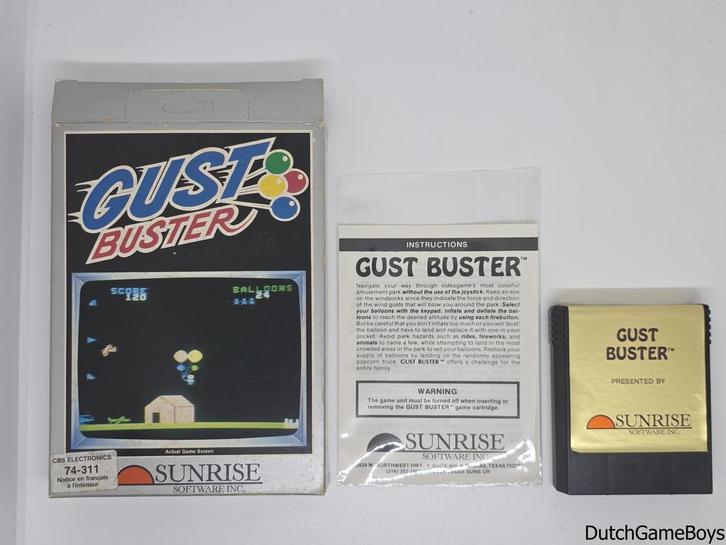 GUST
BUSTER
SCORE
120
BALLOONS
24
Actual Game Screen
CBS ELECTRONICS
74-311
Notice en français
à l'intérieur
SUNRISE
SOFTWARE INC.
INSTRUCTIONS
GUST BUSTER™
Navigate your way through videogame's most colorful
amusement park without the use of the joystick. Keep an eye
on the windsocks since they indicate the force and direction
of the wind gusts that will blow you around the park. Select
your balloons with the keypad. Inflate and deflate the bal-
loons to reach the desired altitude by using each firebutton.
But be careful that you don't inflate too much or you will 'bust'
the balloon and have to land and replace it with one in your
pocket. Avoid park hazards such as rides, fireworks, and
animals to name a few, while attempting to land in the most
crowded areas in the park to sell your balloons. Restock your
supply of balloons by landing on the randomly appearing
popcorn truck. GUST BUSTER™ offers a challenge for the
entire family.
WARNING
The game unit must be turned off when inserting or
removing the GUST BUSTER™ game cartridge.
SUNRISE
SOFTWARE INC.
NORTHWEST HWY. • SUITE TEXAS
SUNS UR
GUST
BUSTER™
PRESENTED BY
SUNRISE
SOFTWARE INC.
DutchGameBoys